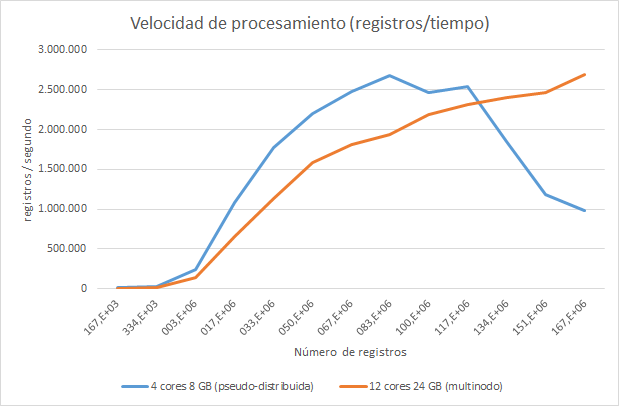 Velocidad de procesamiento (registros/tiempo)
3.000.000
2.500.000
2.000.000
1.500.000
1.000.000
500.000
0
registros / segundo
167,E+03
334,E+03
003,E+06
017,E+06
033,E+06
050,E+06
067,E+06
083,E+06
100,E+06
117,E+06
134,E+06
151,E+06
167,E+06
Número de registros
4 cores 8 GB (pseudo-distribuida)
12 cores 24 GB (multinodo)